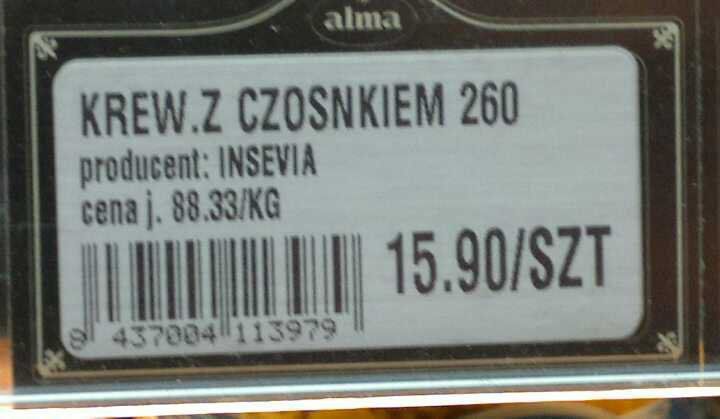 alma
KREW.Z CZOSNKIEM 260
producent: INSEVIA
cena j. 88.33/KG
15.90/SZT
8 437004 113979